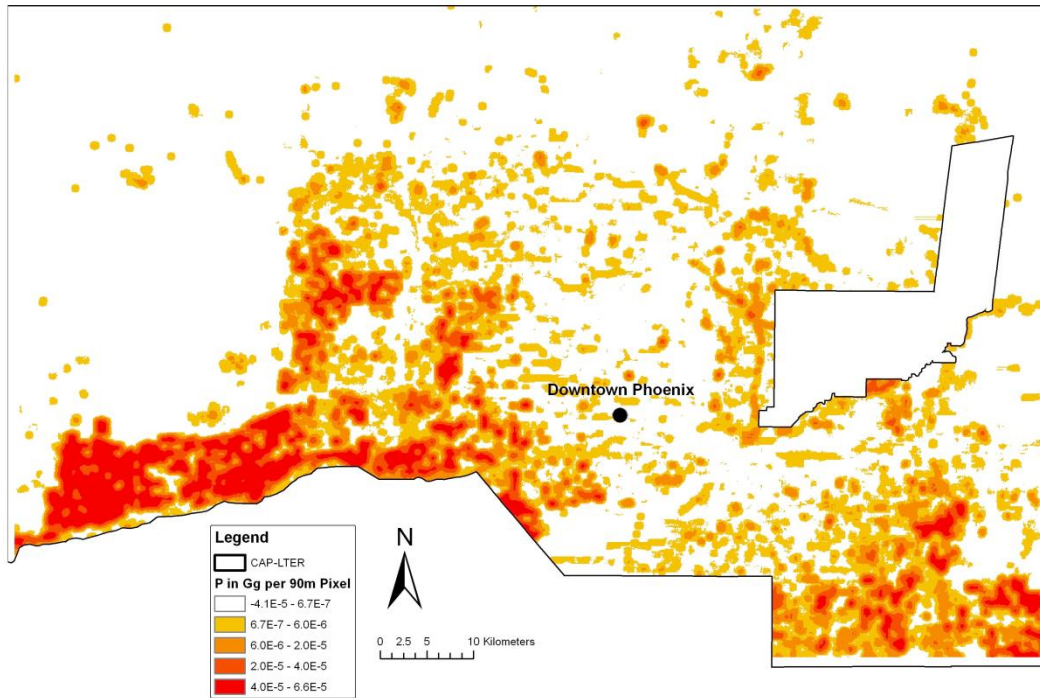 Downtown Phoenix
Legend
CAP-LTER
P in Gg per 90m Pixel
-4.1E-5 - 6.7E-7
6.7E-7 - 6.0E-6
6.0E-6 - 2.0E-5
2.0E-5 - 4.0E-5
4.0E-5 - 6.6E-5
N
0 2.5 5 10 Kilometers